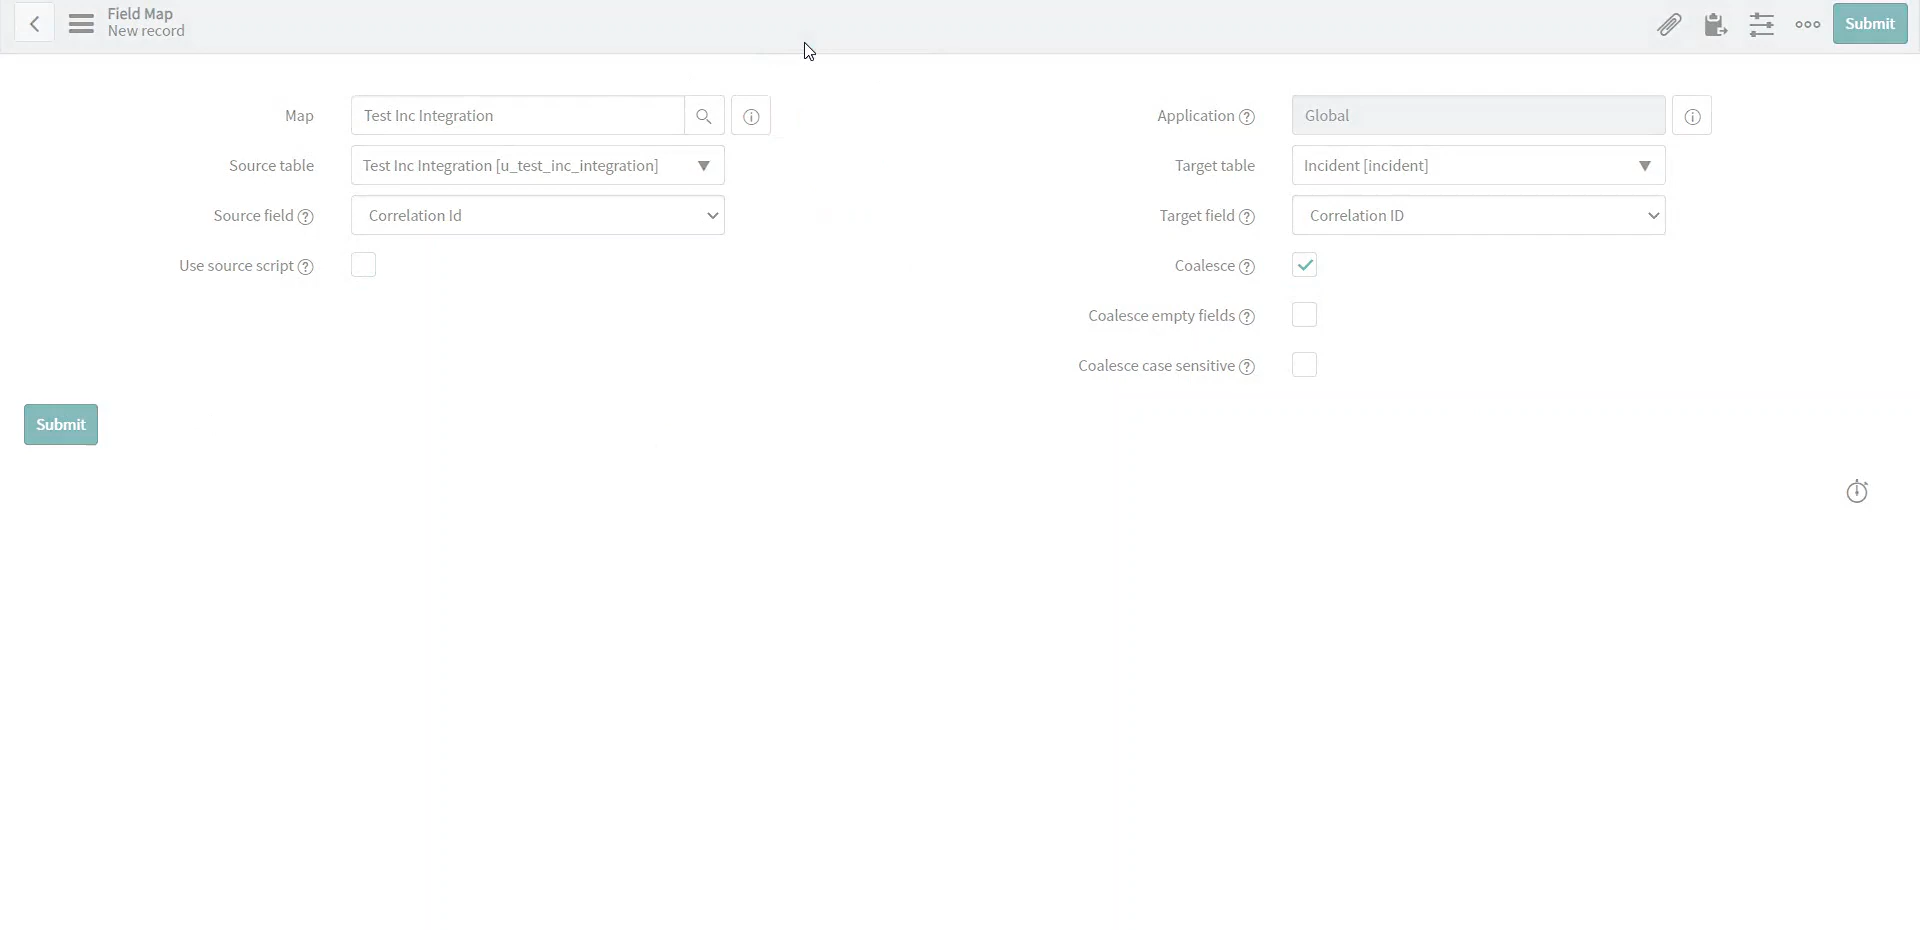 Field Map
New record
Submit
Map
Test Inc Integration
Application
Global
Source table
Test Inc Integration [u_test_inc_integration]
Target table
Incident [incident]
Source field
Correlation Id
Target field
Correlation ID
Use source script
Coalesce
Coalesce empty fields
Coalesce case sensitive
Submit